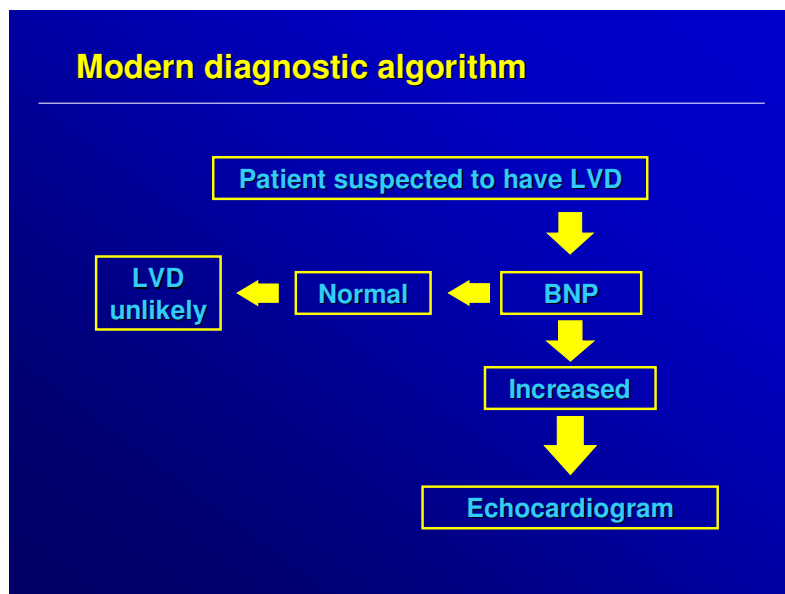 Modern diagnostic algorithm
Patient suspected to have LVD
LVD
unlikely
Normal
BNP
Increased
Echocardiogram